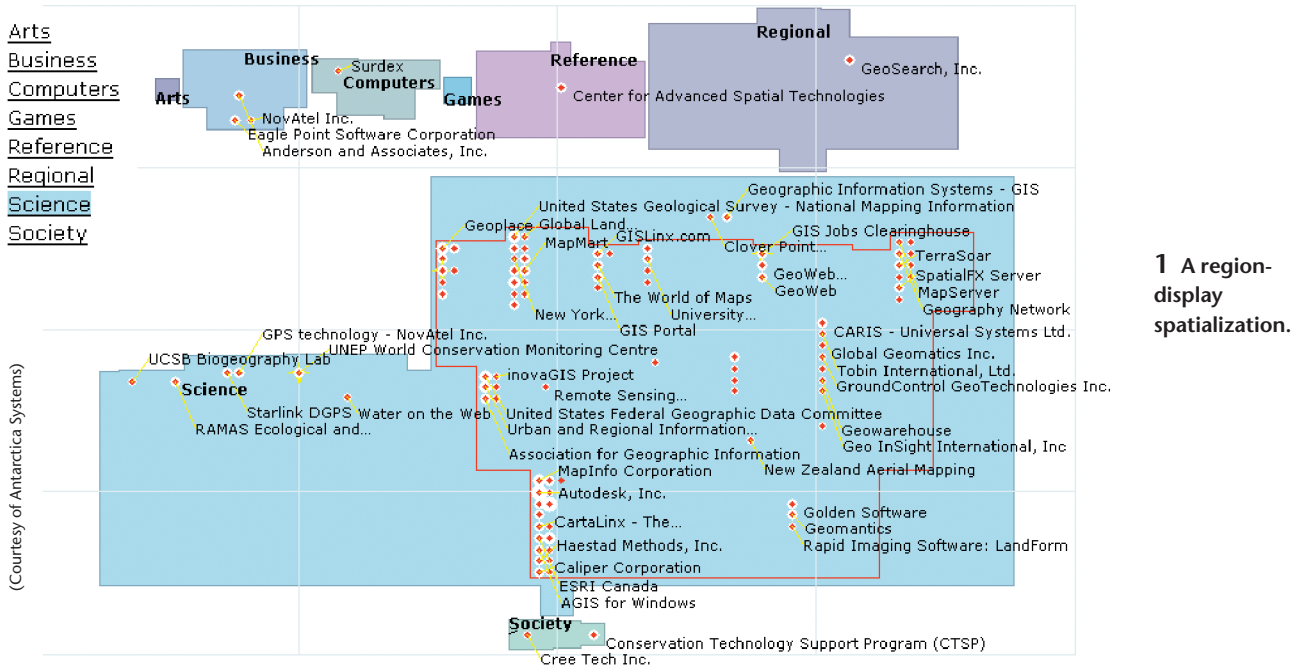 Arts
Business
Computers
Games
Reference
Regional
Science
Society
Arts
Business
NovAtel Inc.
Eagle Point Software Corporation
Anderson and Associates, Inc.
Surdex
Computers
Games
Reference
Center for Advanced Spatial Technologies
Regional
GeoSearch, Inc.
Geographic Information Systems - GIS
United States Geological Survey - National Mapping Information
Geoplace
Global Land...
MapMart
GISLinx.com
Clover Point...
GIS Jobs Clearinghouse
TerraSoar
GeoWeb...
SpatialFX Server
GeoWeb
MapServer
The World of Maps
Geography Network
New York...
University...
GIS Portal
CARIS - Universal Systems Ltd.
GPS technology - NovAtel Inc.
UNEP World Conservation Monitoring Centre
UCSB Biogeography Lab
Global Geomatics Inc.
Science
inovaGIS Project
Tobin International, Ltd.
Remote Sensing...
GroundControl GeoTechnologies Inc.
Starlink DGPS
Water on the Web
United States Federal Geographic Data Committee
RAMAS Ecological and...
Urban and Regional Information...
Geowarehouse
Geo InSight International, Inc
Association for Geographic Information
MapInfo Corporation
New Zealand Aerial Mapping
Autodesk, Inc.
Golden Software
CartaLinx - The...
Geomantics
Haestad Methods, Inc.
Rapid Imaging Software: LandForm
Caliper Corporation
ESRI Canada
AGIS for Windows
Society
Conservation Technology Support Program (CTSP)
Cree Tech Inc.
(Courtesy of Antarctica Systems)
1 A region-
display
spatialization.